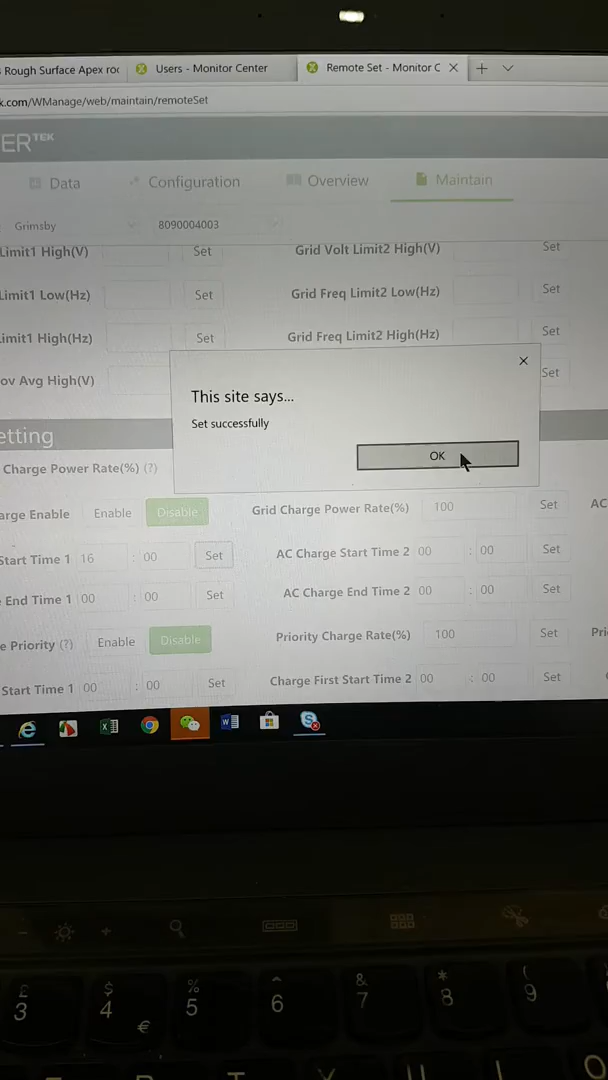 Rough Surface Apex roc
Users - Monitor Center
Remote Set - Monitor C
k.com/WManage/web/maintain/remoteSet
ERTEK
Data Configuration Overview Maintain
Grimsby 8090004003
Limit1 High(V) Set Grid Volt Limit2 High(V) Set
Limit1 Low(Hz) Set Grid Freq Limit2 Low(Hz) Set
imit1 High(Hz) Set Grid Freq Limit2 High(Hz) Set
ov Avg High(V) Set
This site says...
Set successfully
OK
etting
Charge Power Rate(%) (?)
arge Enable Enable Disable Grid Charge Power Rate(%) 100 Set AC
Start Time 1 16 : 00 Set AC Charge Start Time 2 00 : 00 Set
End Time 1 00 : 00 Set AC Charge End Time 2 00 : 00 Set
e Priority (?) Enable Disable Priority Charge Rate(%) 100 Set Pri
Start Time 1 00 : 00 Set Charge First Start Time 2 00 : 00 Set
£ $ % ^ & * (
3 4 € 5 6 7 8 9